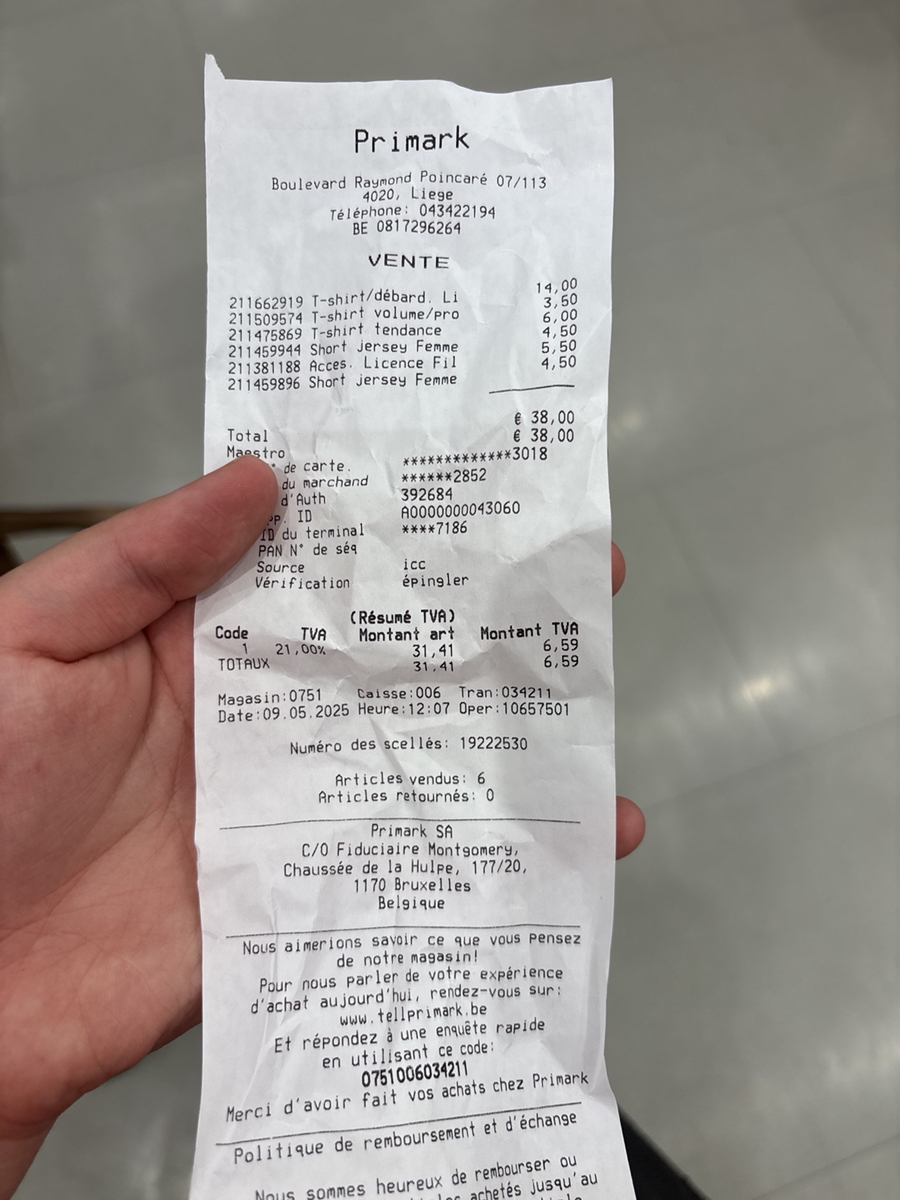 Primark
Boulevard Raymond Poincaré 07/113
4020, Liege
Téléphone: 043422194
BE 0817296264
VENTE
211662919 T-shirt/débard. Li 14,00
211509574 T-shirt volume/pro 3,50
211475869 T-shirt tendance 6,00
211459944 Short jersey Femme 4,50
211381188 Acces. Licence Fil 5,50
211459896 Short jersey Femme 4,50
Total € 38,00
Maestro € 38,00
de carte. *************3018
du marchand ******2852
d'Auth 392684
ID A0000000043060
ID du terminal ****7186
PAN N° de séq
Source icc
Vérification épingler
(Résumé TVA)
Code TVA Montant art Montant TVA
1 21,00% 31,41 6,59
TOTAUX 31,41 6,59
Magasin:0751 Caisse:006 Tran:034211
Date:09.05.2025 Heure:12:07 Oper:10657501
Numéro des scellés: 19222530
Articles vendus: 6
Articles retournés: 0
Primark SA
C/O Fiduciaire Montgomery,
Chaussée de la Hulpe, 177/20,
1170 Bruxelles
Belgique
Nous aimerions savoir ce que vous pensez
de notre magasin!
Pour nous parler de votre expérience
d'achat aujourd'hui, rendez-vous sur:
www.tellprimark.be
Et répondez à une enquête rapide
en utilisant ce code:
0751006034211
Merci d'avoir fait vos achats chez Primark
Politique de remboursement et d'échange
Nous sommes heureux de rembourser ou
achetés jusqu'au